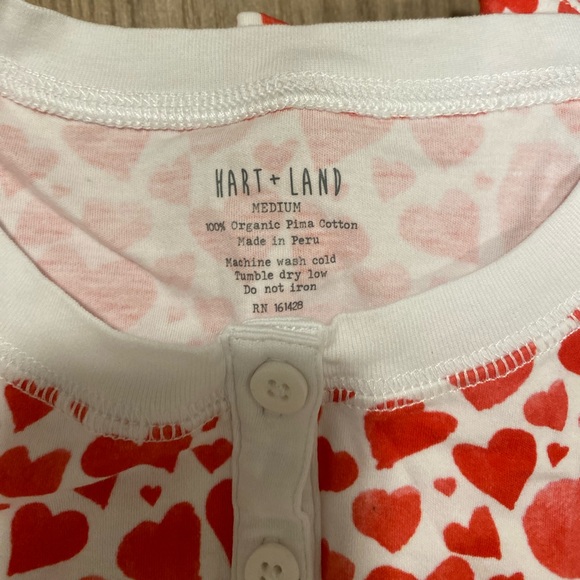 HART + LAND
MEDIUM
100% Organic Pima Cotton
Made in Peru
Machine wash cold
Tumble dry low
Do not iron
RN 161428